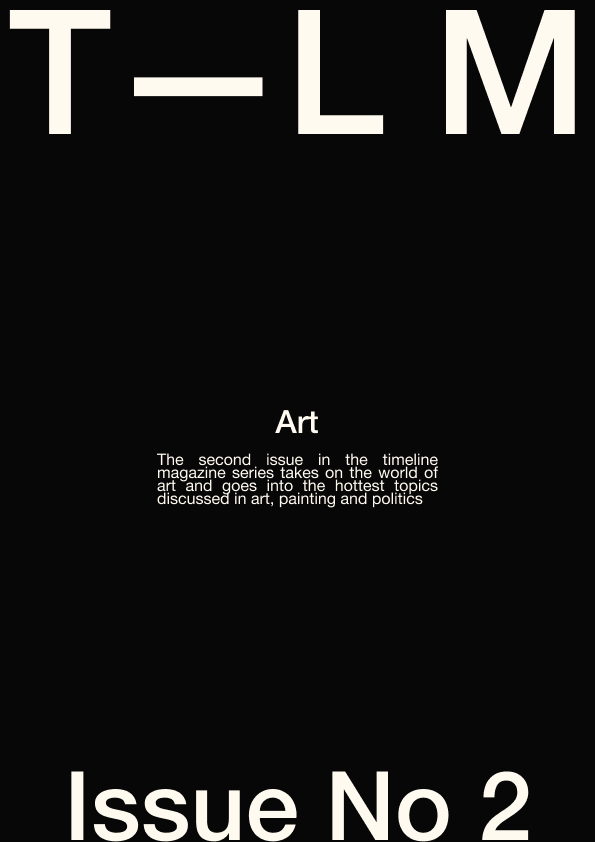 T—L M
Art
The second issue in the timeline
magazine series takes on the world of
art and goes into the hottest topics
discussed in art, painting and politics
Issue No 2